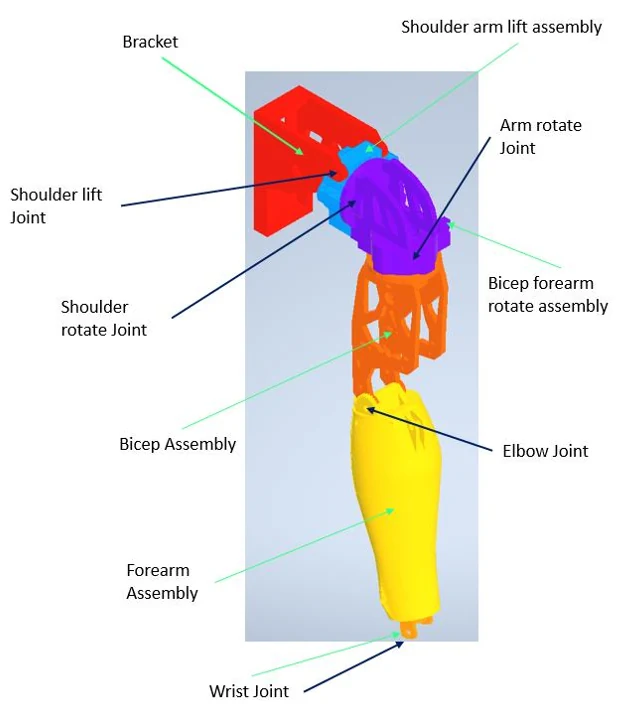 Shoulder arm lift assembly
Bracket
Arm rotate
Joint
Shoulder lift
Joint
Bicep forearm
rotate assembly
Shoulder
rotate Joint
Bicep Assembly
Elbow Joint
Forearm
Assembly
Wrist Joint